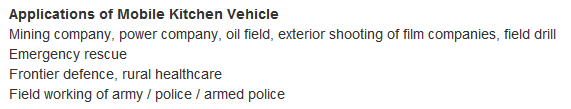 Applications of Mobile Kitchen Vehicle
Mining company, power company, oil field, exterior shooting of film companies, field drill
Emergency rescue
Frontier defence, rural healthcare
Field working of army / police / armed police